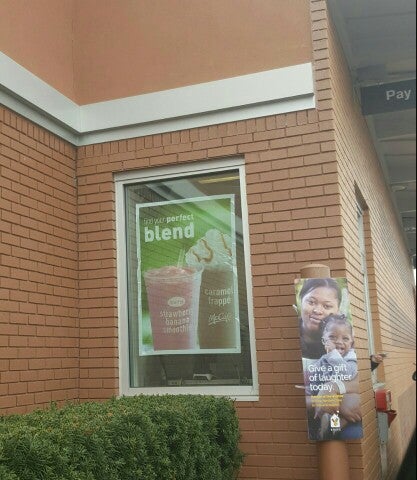 Pay
find your perfect
blend
strawberry
banana
smoothie
caramel
frappé
McCafé
Give a gift
of laughter
today.